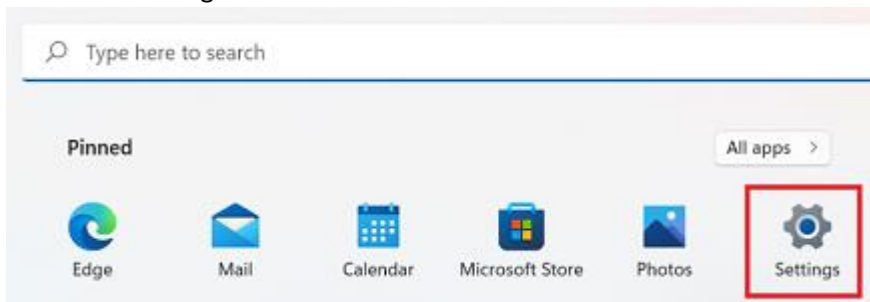 Type here to search
Pinned
All apps >
Edge
Mail
Calendar
Microsoft Store
Photos
Settings